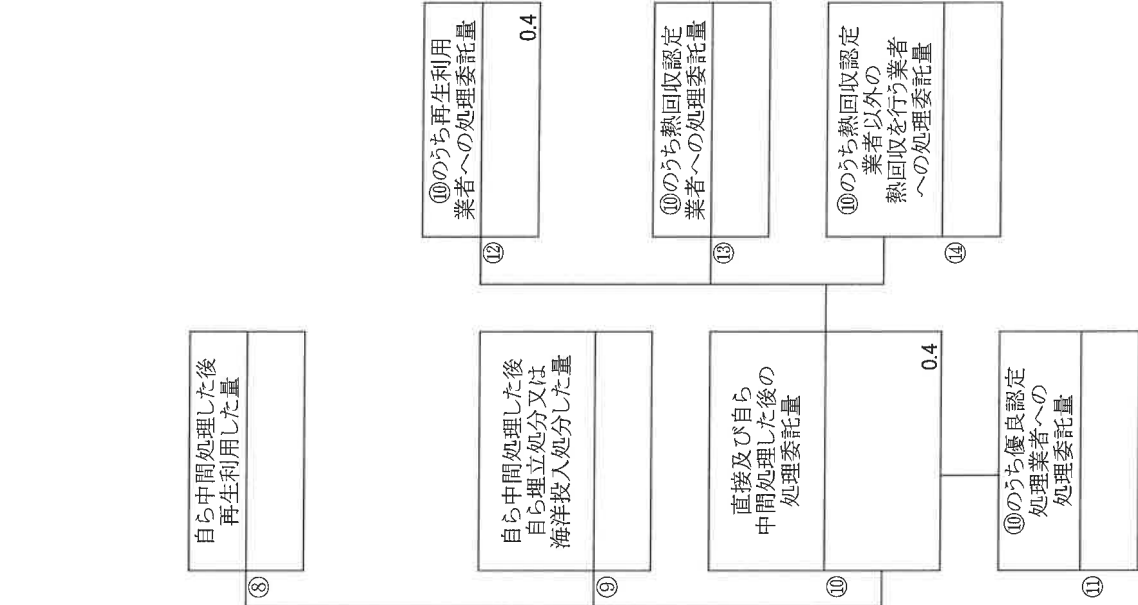 ⑧
自ら中間処理した後
再生利用した量
⑨
自ら中間処理した後
自ら埋立処分又は
海洋投入処分した量
⑩
直接及び自ら
中間処理した後の
処理委託量
0.4
⑪
⑩のうち優良認定
処理業者への
処理委託量
⑫
⑩のうち再生利用
業者への処理委託量
0.4
⑬
⑩のうち熱回収認定
業者への処理委託量
⑭
⑩のうち熱回収認定
業者以外の
熱回収を行う業者
への処理委託量